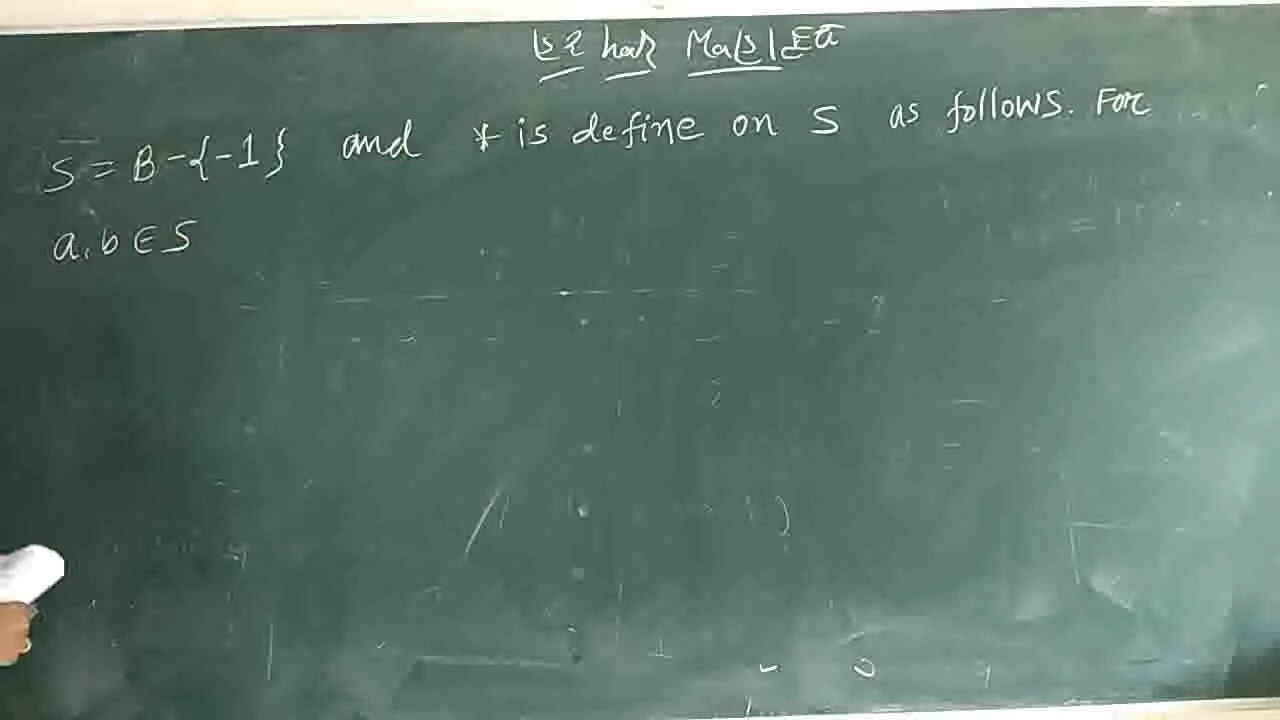 S = B-{-1} and * is define on S as follows. For
a, b ∈ S